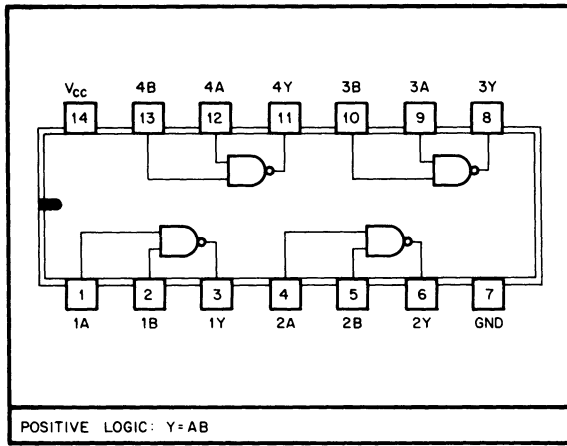 VCC 4B 4A 4Y 3B 3A 3Y
14 13 12 11 10 9 8
1 2 3 4 5 6 7
1A 1B 1Y 2A 2B 2Y GND
POSITIVE LOGIC: Y=AB